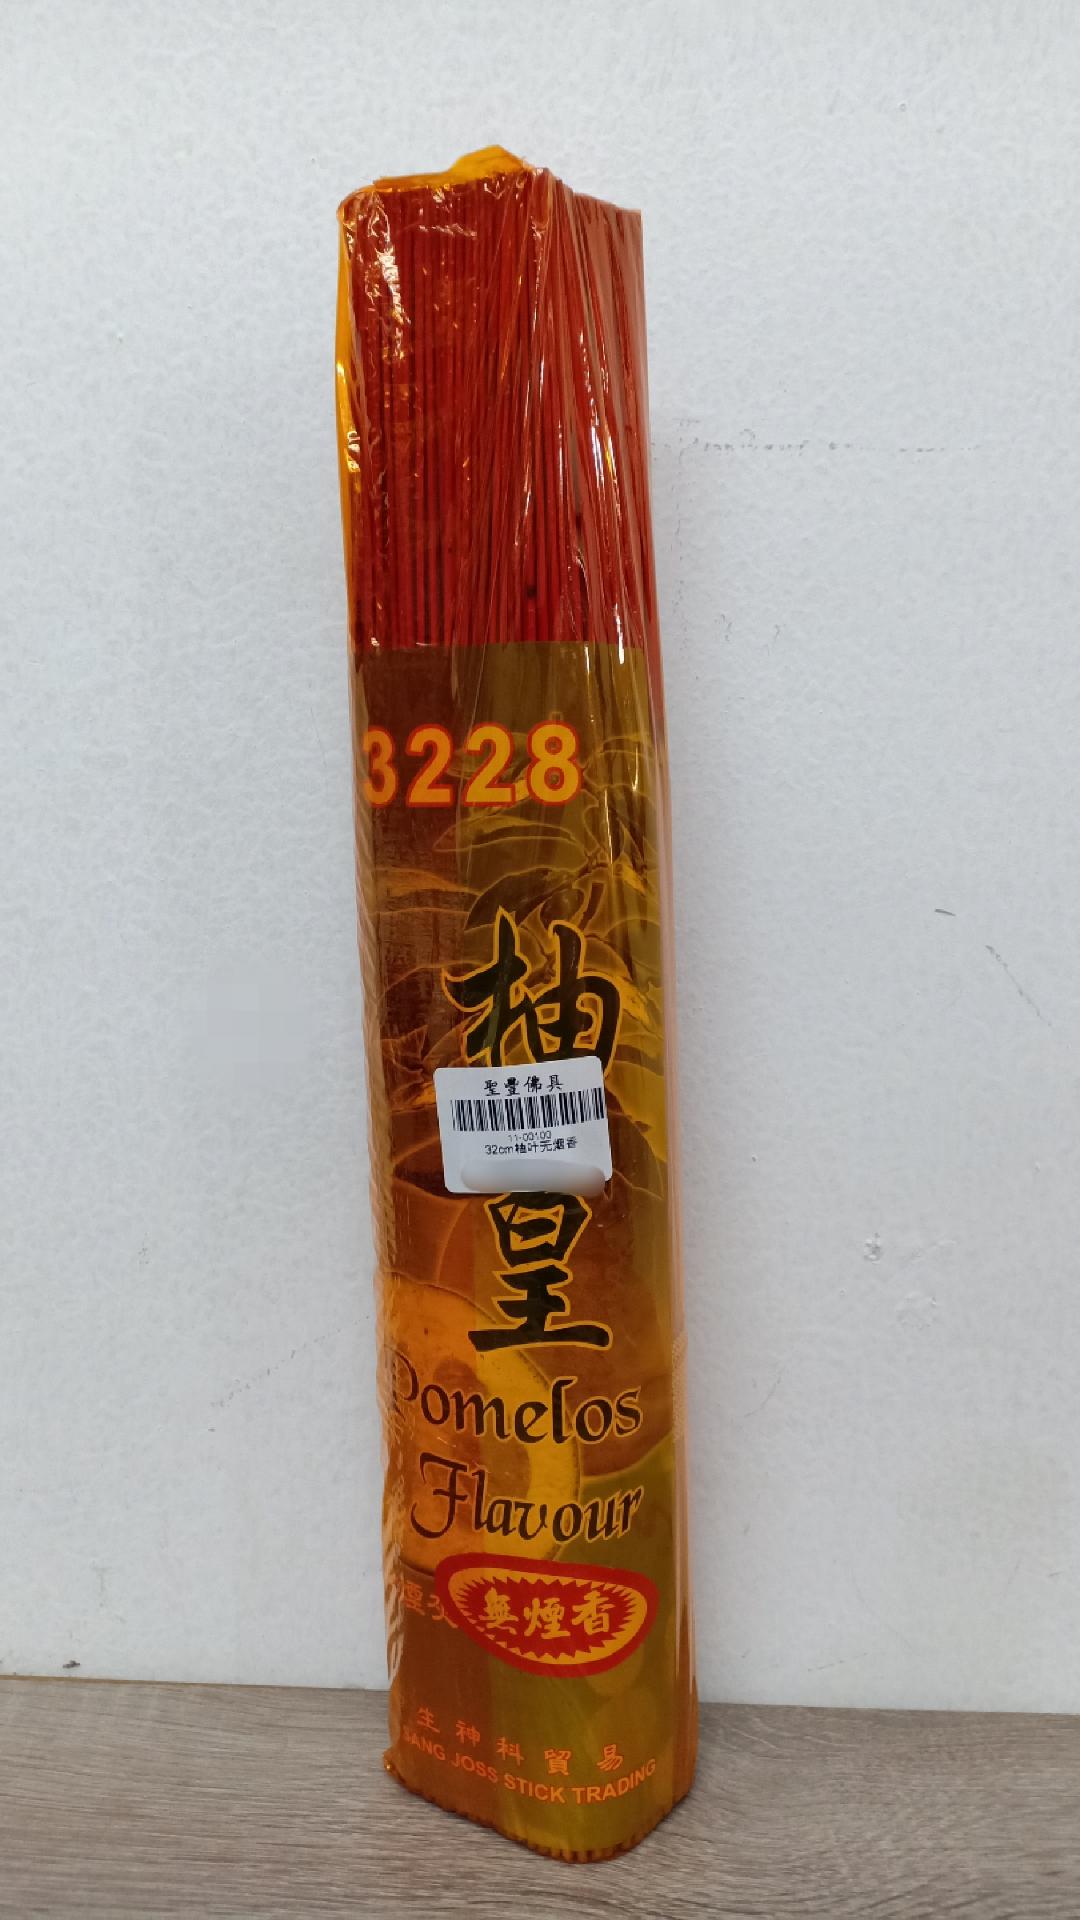 3228
柚
聖豐佛具
11-00100
32cm柚叶无烟香
皇
Pomelos
Flavour
無煙香
生神料貿易
SANG JOSS STICK TRADING